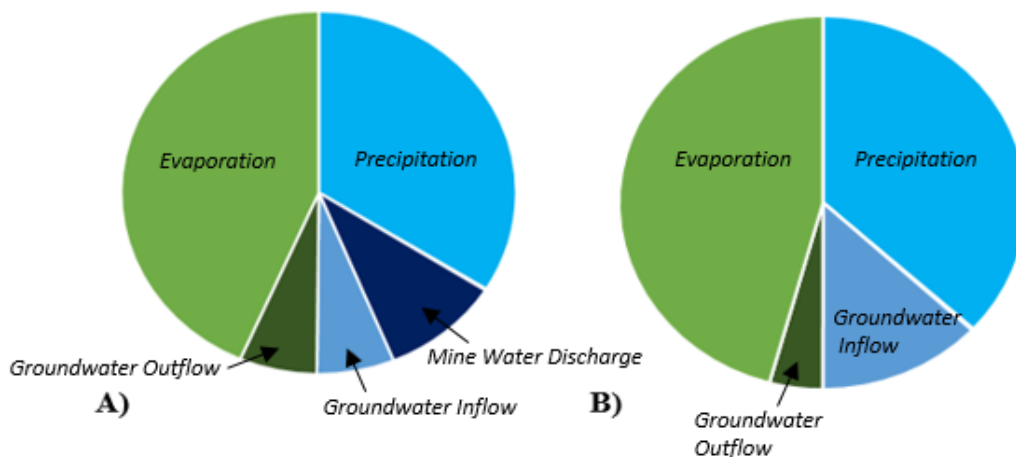 Evaporation
Precipitation
Groundwater Outflow
Mine Water Discharge
Groundwater Inflow
A)
Evaporation
Precipitation
Groundwater
Inflow
Groundwater
Outflow
B)